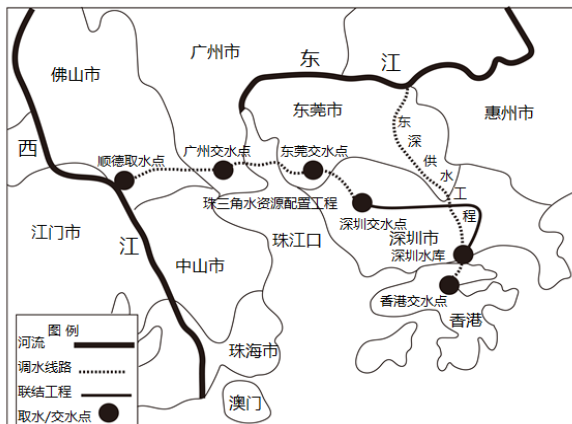 广州市
东
江
佛山市
东莞市
惠州市
西
东
深
供
水
工
程
广州交水点
东莞交水点
顺德取水点
珠三角水资源配置工程
深圳交水点
江门市
江
珠江口
深圳市
深圳水库
中山市
香港交水点
香港
图 例
河流
调水线路
联结工程
取水/交水点
珠海市
澳门